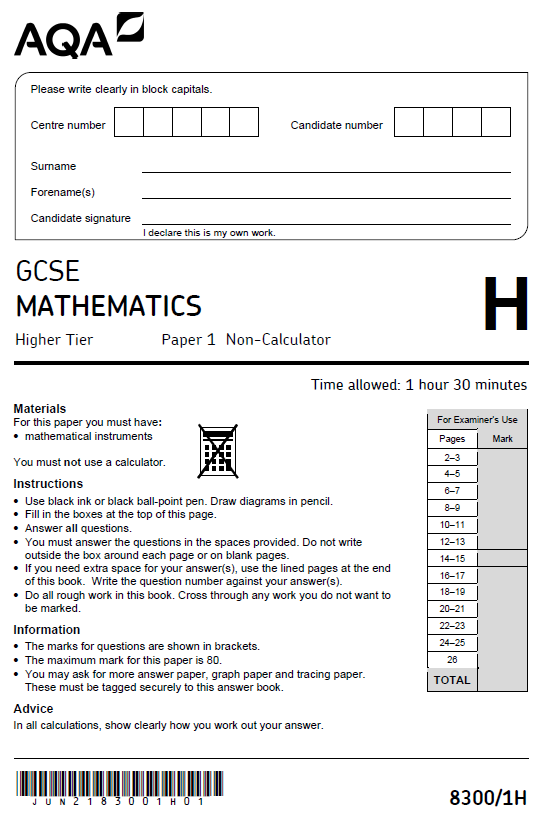 AQA
Please write clearly in block capitals.
Centre number
Candidate number
Surname
Forename(s)
Candidate signature
I declare this is my own work.
GCSE
MATHEMATICS
H
Higher Tier Paper 1 Non-Calculator
Time allowed: 1 hour 30 minutes
Materials
For this paper you must have:
• mathematical instruments
You must not use a calculator.
Instructions
• Use black ink or black ball-point pen. Draw diagrams in pencil.
• Fill in the boxes at the top of this page.
• Answer all questions.
• You must answer the questions in the spaces provided. Do not write
outside the box around each page or on blank pages.
• If you need extra space for your answer(s), use the lined pages at the end
of this book. Write the question number against your answer(s).
• Do all rough work in this book. Cross through any work you do not want to
be marked.
Information
• The marks for questions are shown in brackets.
• The maximum mark for this paper is 80.
• You may ask for more answer paper, graph paper and tracing paper.
These must be tagged securely to this answer book.
Advice
In all calculations, show clearly how you work out your answer.
For Examiner's Use
Pages Mark
2–3
4–5
6–7
8–9
10–11
12–13
14–15
16–17
18–19
20–21
22–23
24–25
26
TOTAL
JUN2183001H01
8300/1H